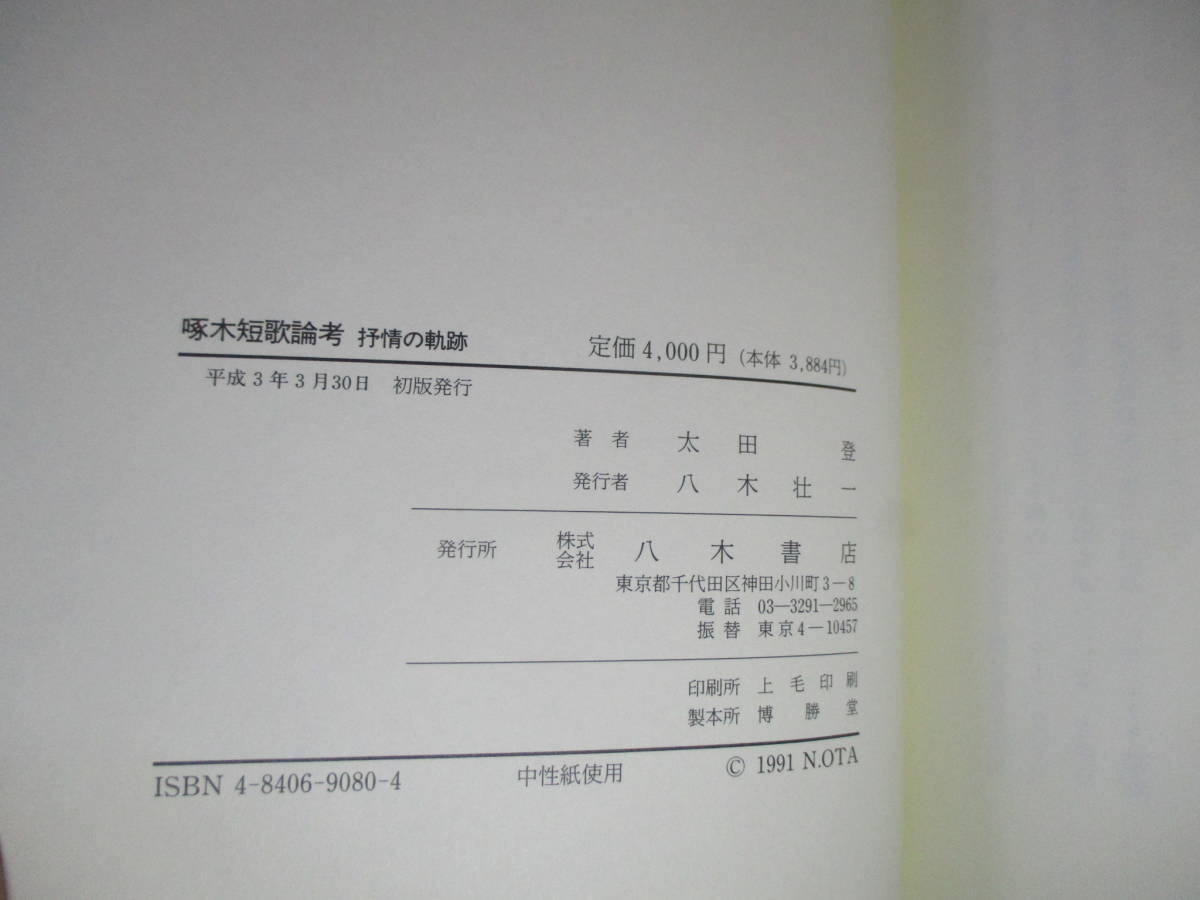 啄木短歌論考 抒情の軌跡 定価 4,000円 (本体 3,884円)
平成3年3月30日 初版発行
著者 太田 登
発行者 八木壮一
発行所 株式会社 八木書店
東京都千代田区神田小川町3-8
電話 03-3291-2965
振替 東京4-10457
印刷所 上毛印刷
製本所 博勝堂
ISBN 4-8406-9080-4 中性紙使用 © 1991 N.OTA